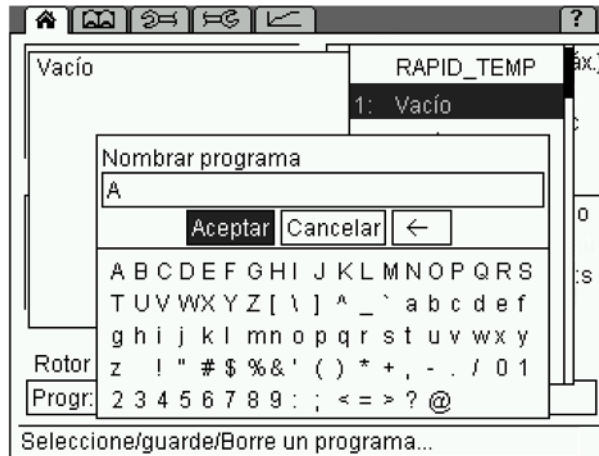 ?
Vacío
RAPID_TEMP
áx.)
1: Vacío
Nombrar programa
A
Aceptar Cancelar ←
o
A B C D E F G H I J K L M N O P Q R S
T U V W X Y Z [ \ ] ^ _ ` a b c d e f
:s
g h i j k l m n o p q r s t u v w x y
Rotor
z ! " # $ % & ' ( ) * + , - . / 0 1
Progr:
2 3 4 5 6 7 8 9 : ; < = > ? @
Seleccione/guarde/Borre un programa...